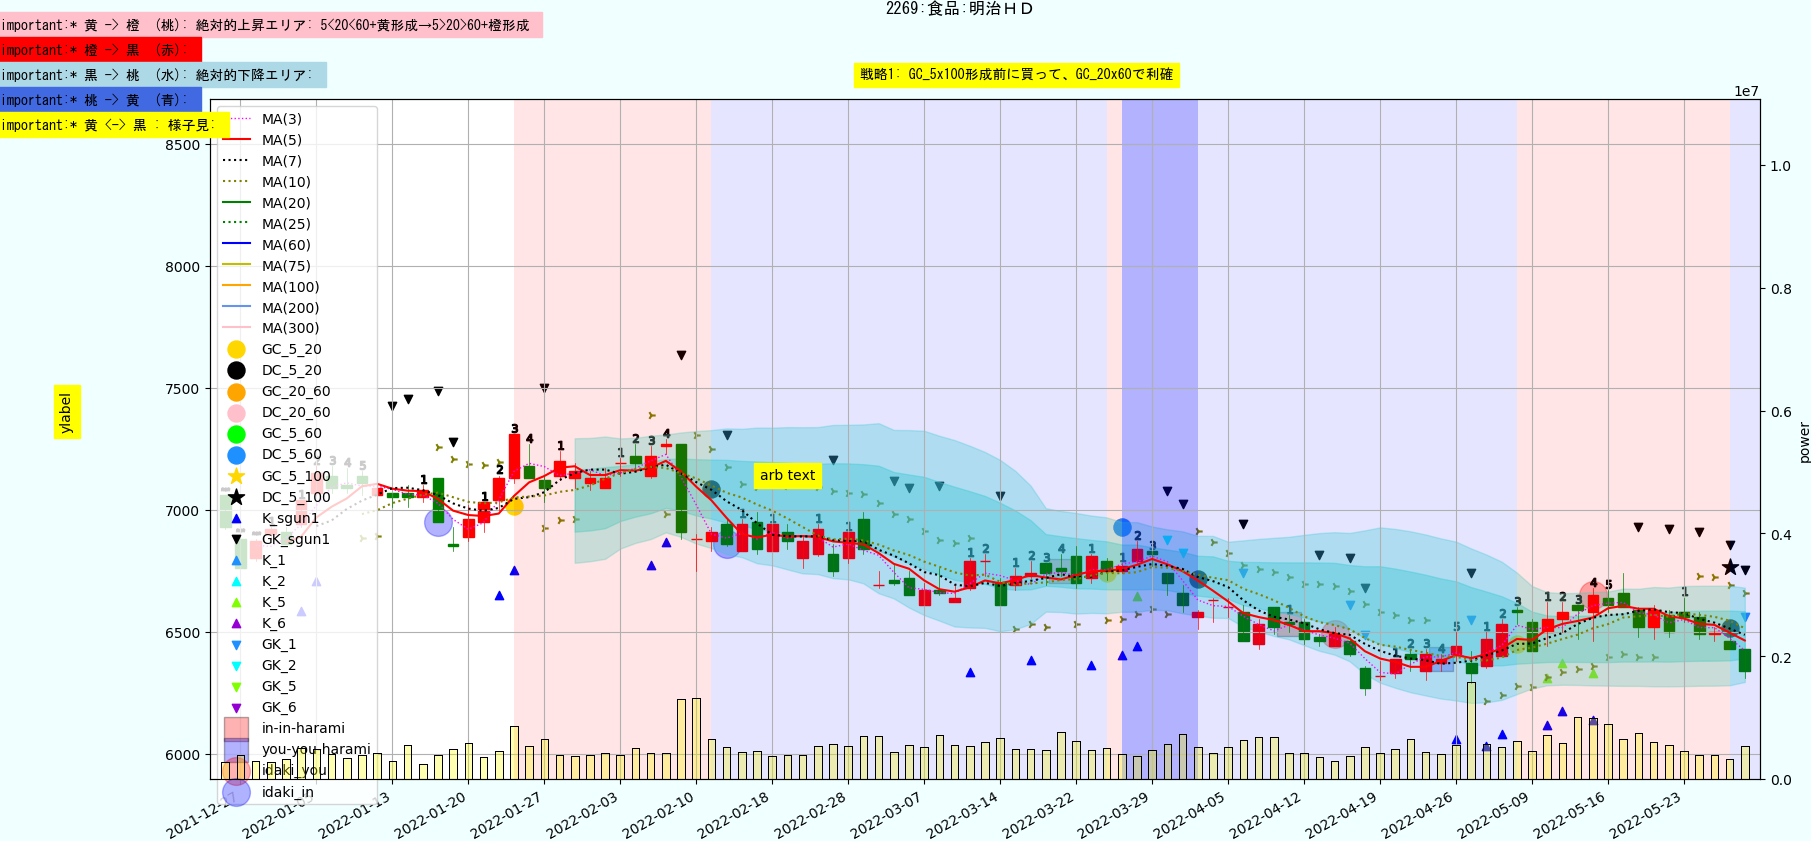 2269:食品:明治ＨＤ
important:* 黄 -> 橙 (桃): 絶対的上昇エリア: 5<20<60+黄形成→5>20>60+橙形成
important:* 橙 -> 黒 (赤):
important:* 黒 -> 桃 (水): 絶対的下降エリア:
戦略1: GC_5x100形成前に買って、GC_20x60で利確
important:* 桃 -> 黄 (青):
important:* 黄 <-> 黒 : 様子見:
1e7
MA(3)
MA(5)
MA(7)
MA(10)
MA(20)
MA(25)
MA(60)
MA(75)
MA(100)
MA(200)
MA(300)
GC_5_20
DC_5_20
GC_20_60
DC_20_60
GC_5_60
DC_5_60
GC_5_100
DC_5_100
K_sgun1
GK_sgun1
K_1
K_2
K_5
K_6
GK_1
GK_2
GK_5
GK_6
in-in-harami
you-you-harami
idaki_you
idaki_in
8500
8000
7500
7000
6500
6000
ylabel
arb text
1.0
0.8
0.6
0.4
0.2
0.0
power
2021-12-27
2022-01-05
2022-01-13
2022-01-20
2022-01-27
2022-02-03
2022-02-10
2022-02-18
2022-02-28
2022-03-07
2022-03-14
2022-03-22
2022-03-29
2022-04-05
2022-04-12
2022-04-19
2022-04-26
2022-05-09
2022-05-16
2022-05-23